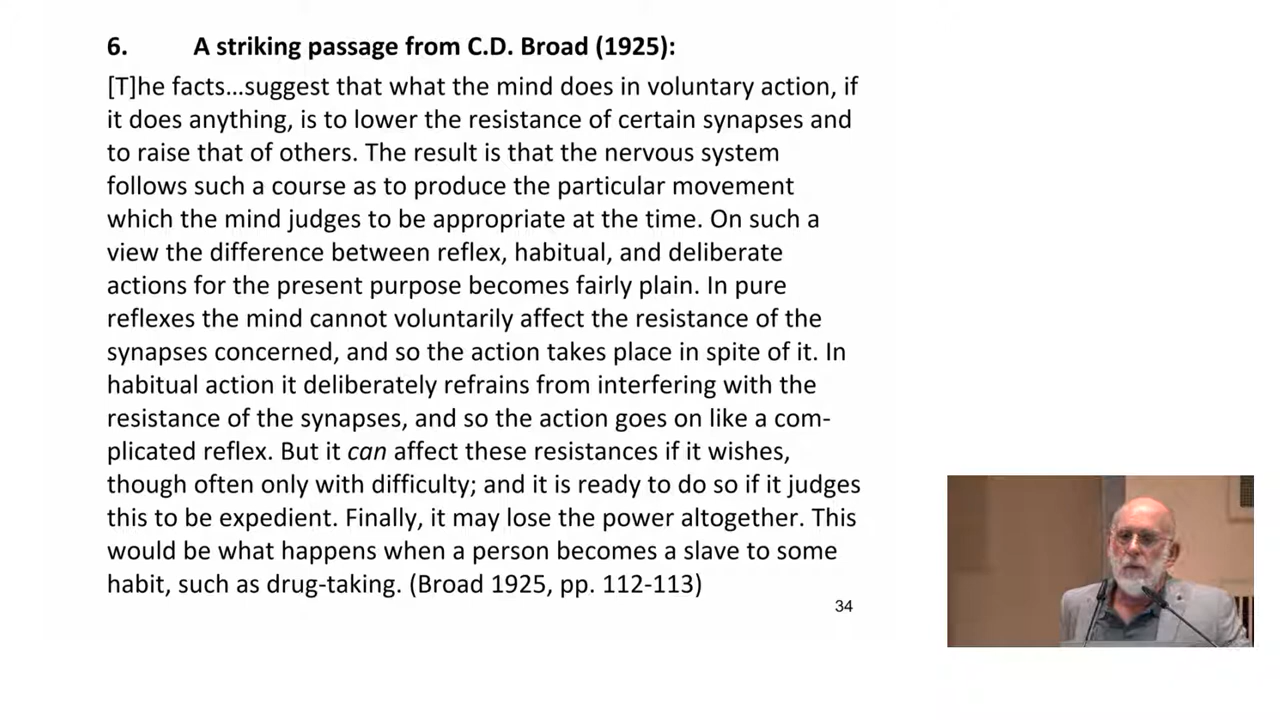 6. A striking passage from C.D. Broad (1925):
[T]he facts…suggest that what the mind does in voluntary action, if
it does anything, is to lower the resistance of certain synapses and
to raise that of others. The result is that the nervous system
follows such a course as to produce the particular movement
which the mind judges to be appropriate at the time. On such a
view the difference between reflex, habitual, and deliberate
actions for the present purpose becomes fairly plain. In pure
reflexes the mind cannot voluntarily affect the resistance of the
synapses concerned, and so the action takes place in spite of it. In
habitual action it deliberately refrains from interfering with the
resistance of the synapses, and so the action goes on like a com-
plicated reflex. But it can affect these resistances if it wishes,
though often only with difficulty; and it is ready to do so if it judges
this to be expedient. Finally, it may lose the power altogether. This
would be what happens when a person becomes a slave to some
habit, such as drug-taking. (Broad 1925, pp. 112-113)
34